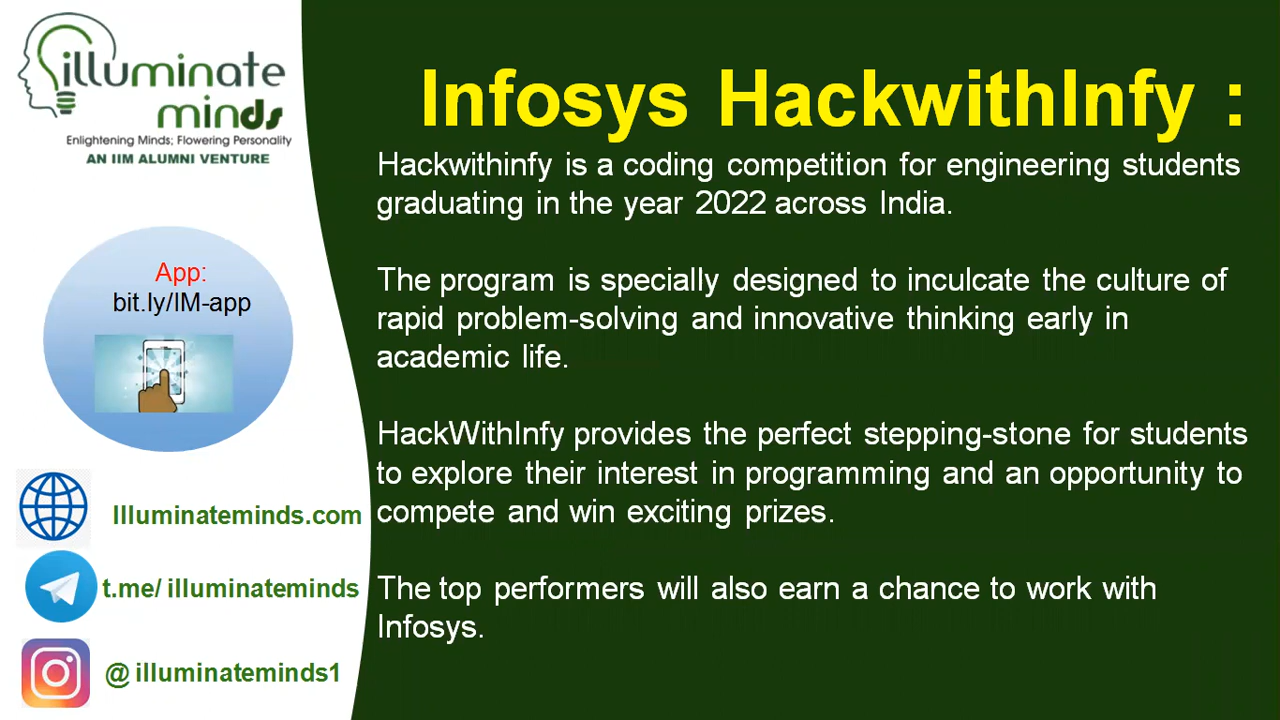 illuminate
minds
Enlightening Minds; Flowering Personality
AN IIM ALUMNI VENTURE
App:
bit.ly/IM-app
Illuminateminds.com
t.me/ illuminateminds
@ illuminateminds1
Infosys HackwithInfy :
Hackwithinfy is a coding competition for engineering students
graduating in the year 2022 across India.
The program is specially designed to inculcate the culture of
rapid problem-solving and innovative thinking early in
academic life.
HackWithInfy provides the perfect stepping-stone for students
to explore their interest in programming and an opportunity to
compete and win exciting prizes.
The top performers will also earn a chance to work with
Infosys.